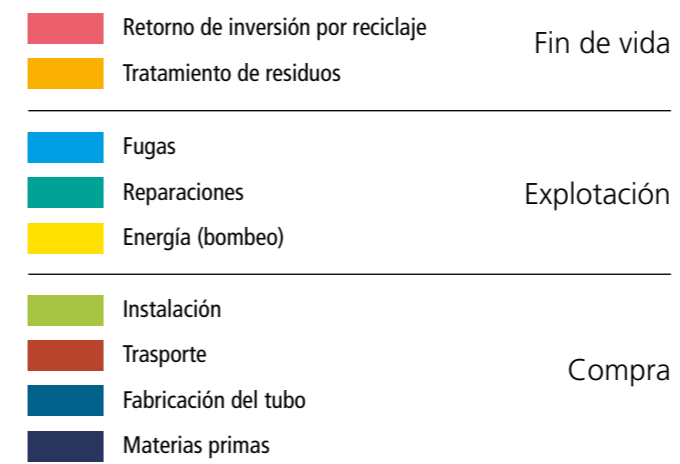 Retorno de inversión por reciclaje
Tratamiento de residuos
Fin de vida
Fugas
Reparaciones
Energía (bombeo)
Explotación
Instalación
Trasporte
Fabricación del tubo
Materias primas
Compra